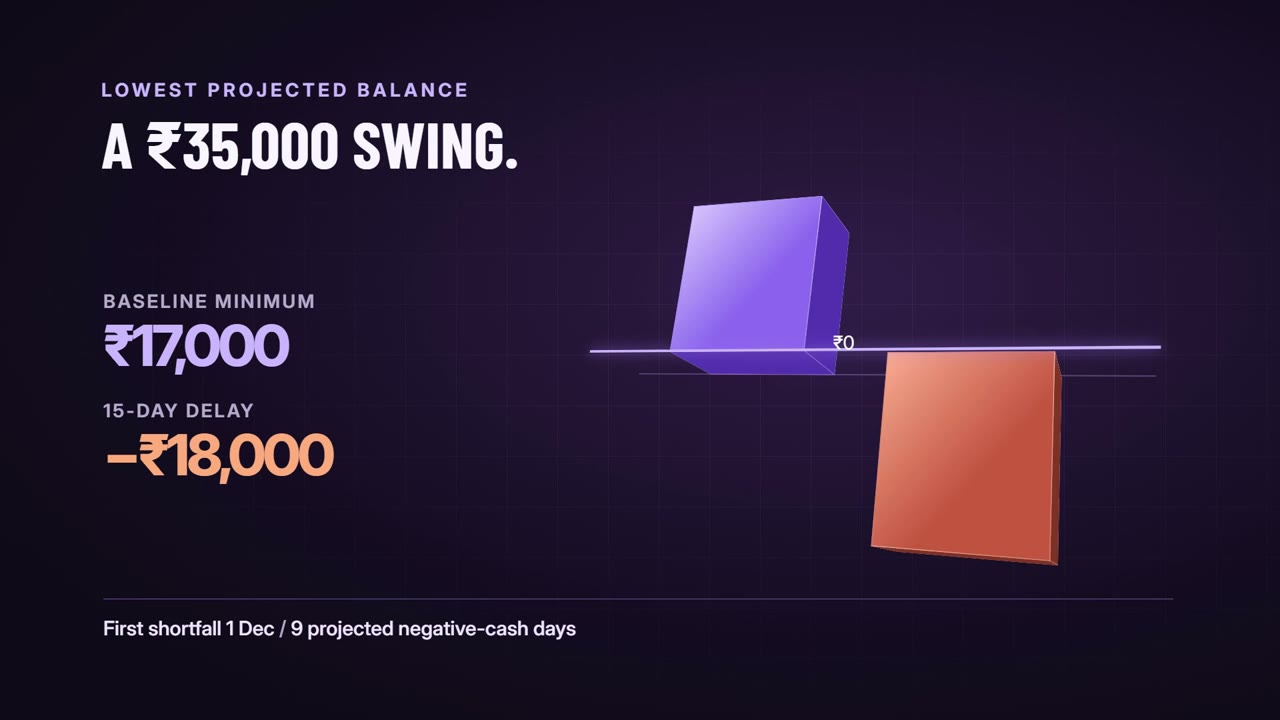 LOWEST PROJECTED BALANCE
A ₹35,000 SWING.
BASELINE MINIMUM
₹17,000
15-DAY DELAY
−₹18,000
₹0
First shortfall 1 Dec / 9 projected negative-cash days